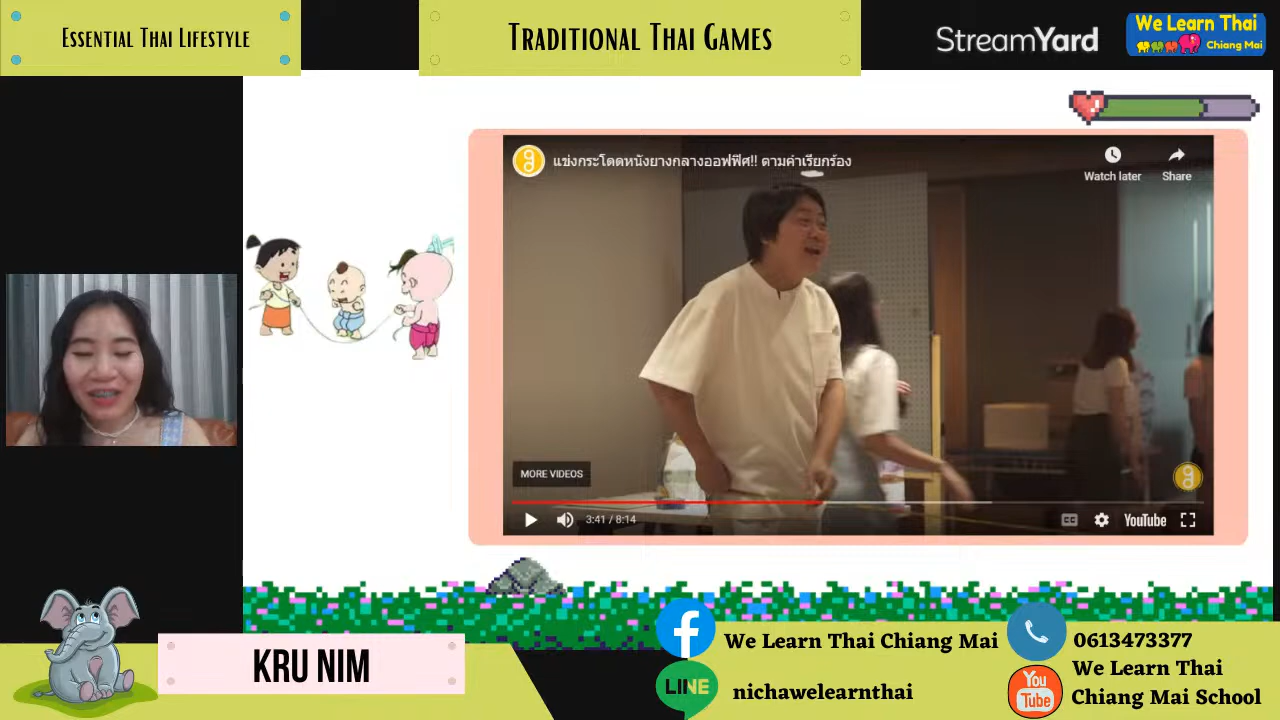 ESSENTIAL THAI LIFESTYLE
TRADITIONAL THAI GAMES
StreamYard
We Learn Thai
Chiang Mai
แข่งกระโดดหนังยางกลางออฟฟิศ!! ตามคำเรียกร้อง
Watch later
Share
MORE VIDEOS
3:41 / 8:14
CC
YouTube
KRU NIM
We Learn Thai Chiang Mai
LINE
nichawelearnthai
0613473377
You
Tube
We Learn Thai
Chiang Mai School